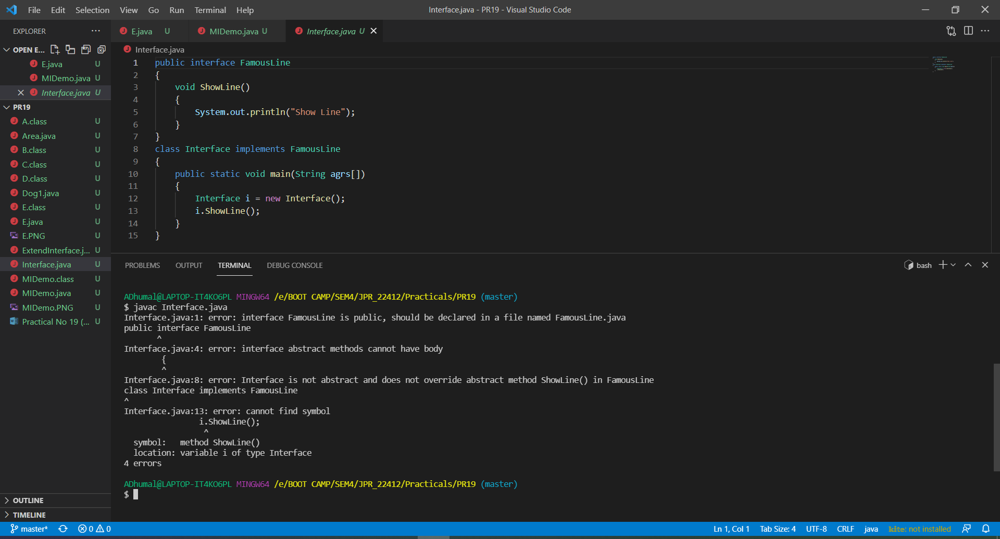 File Edit Selection View Go Run Terminal Help
Interface.java - PR19 - Visual Studio Code
EXPLORER
E.java U
MIDemo.java U
Interface.java U
OPEN E...
E.java U
MIDemo.java U
Interface.java U
PR19
A.class U
Area.java U
B.class U
C.class U
D.class U
Dog1.java U
E.class U
E.java U
E.PNG U
ExtendInterface.j... U
Interface.java U
MIDemo.class U
MIDemo.java U
MIDemo.PNG U
Practical No 19 (... U
OUTLINE
TIMELINE
Interface.java
1 public interface FamousLine
2 {
3 void ShowLine()
4 {
5 System.out.println("Show Line");
6 }
7 }
8 class Interface implements FamousLine
9 {
10 public static void main(String agrs[])
11 {
12 Interface i = new Interface();
13 i.ShowLine();
14 }
15 }
PROBLEMS OUTPUT TERMINAL DEBUG CONSOLE
bash
ADhumal@LAPTOP-IT4KO6PL MINGW64 /e/BOOT CAMP/SEM4/JPR_22412/Practicals/PR19 (master)
$ javac Interface.java
Interface.java:1: error: interface FamousLine is public, should be declared in a file named FamousLine.java
public interface FamousLine
^
Interface.java:4: error: interface abstract methods cannot have body
{
^
Interface.java:8: error: Interface is not abstract and does not override abstract method ShowLine() in FamousLine
class Interface implements FamousLine
^
Interface.java:13: error: cannot find symbol
i.ShowLine();
^
symbol: method ShowLine()
location: variable i of type Interface
4 errors
ADhumal@LAPTOP-IT4KO6PL MINGW64 /e/BOOT CAMP/SEM4/JPR_22412/Practicals/PR19 (master)
$
master* 0 0
Ln 1, Col 1 Tab Size: 4 UTF-8 CRLF java kite: not installed